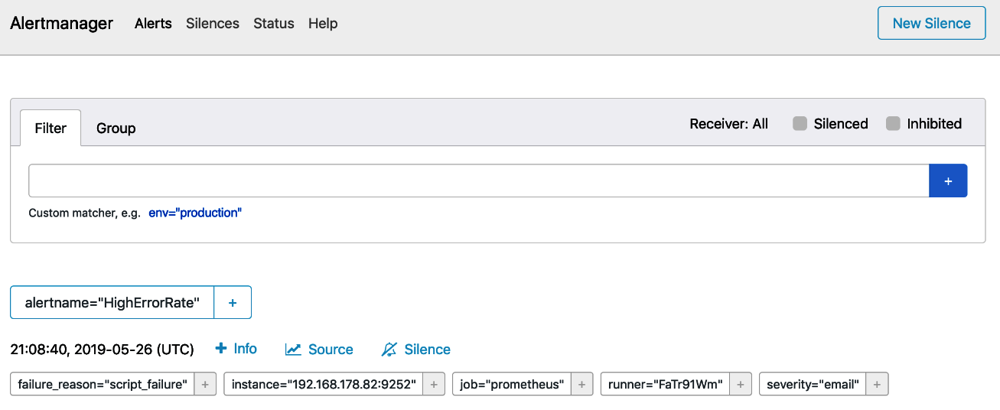 Alertmanager Alerts Silences Status Help New Silence
Filter Group Receiver: All Silenced Inhibited
+
Custom matcher, e.g. env="production"
alertname="HighErrorRate" +
21:08:40, 2019-05-26 (UTC) + Info Source Silence
failure_reason="script_failure" + instance="192.168.178.82:9252" + job="prometheus" + runner="FaTr91Wm" + severity="email" +